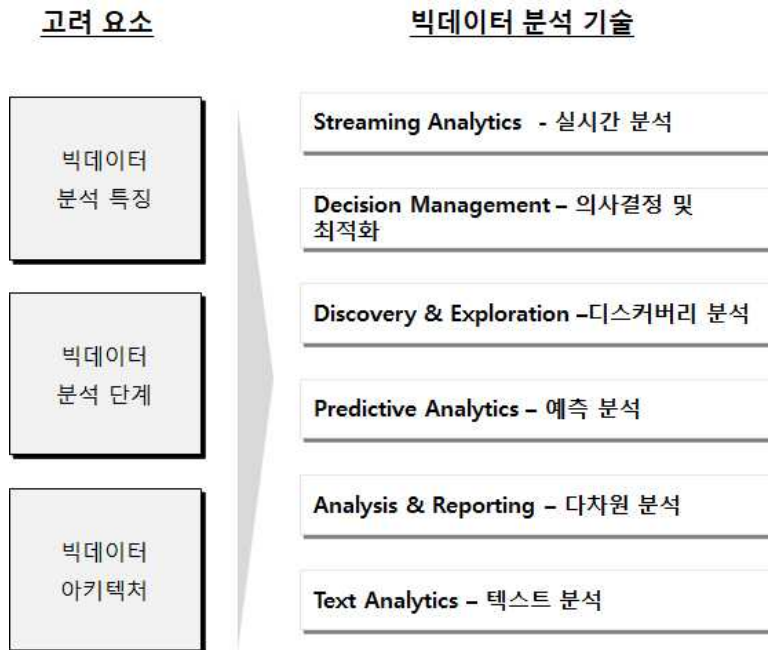 고려 요소
빅데이터 분석 기술
빅데이터
분석 특징
빅데이터
분석 단계
빅데이터
아키텍처
Streaming Analytics - 실시간 분석
Decision Management – 의사결정 및
최적화
Discovery & Exploration –디스커버리 분석
Predictive Analytics – 예측 분석
Analysis & Reporting – 다차원 분석
Text Analytics – 텍스트 분석